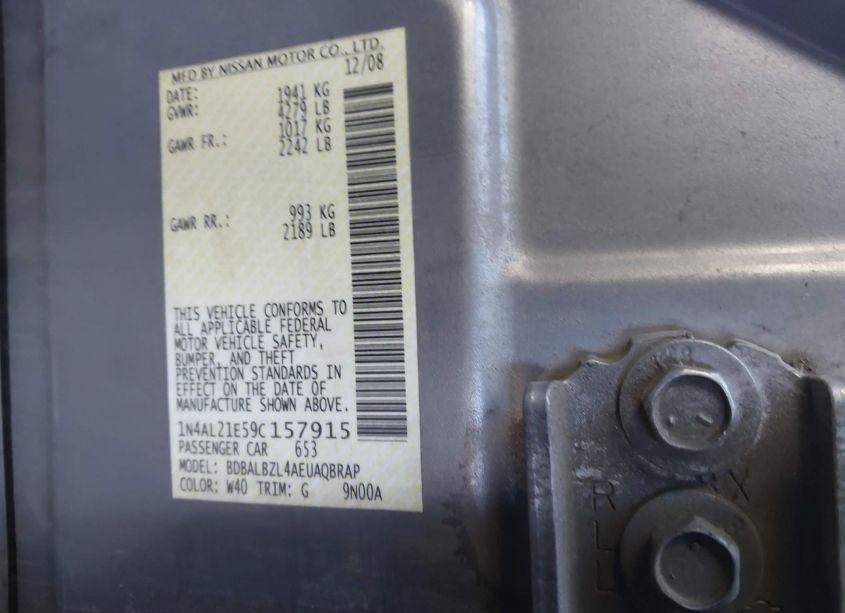 MFD BY NISSAN MOTOR CO., LTD.
DATE: 12/08
GVWR: 1941 KG
4279 LB
GAWR FR.: 1017 KG
2242 LB
GAWR RR.: 993 KG
2189 LB
THIS VEHICLE CONFORMS TO
ALL APPLICABLE FEDERAL
MOTOR VEHICLE SAFETY,
BUMPER, AND THEFT
PREVENTION STANDARDS IN
EFFECT ON THE DATE OF
MANUFACTURE SHOWN ABOVE.
1N4AL21E59C157915
PASSENGER CAR 653
MODEL: BDBALBZL4AEUAQBRAP
COLOR: W40 TRIM: G 9N00A
R
L
L
X